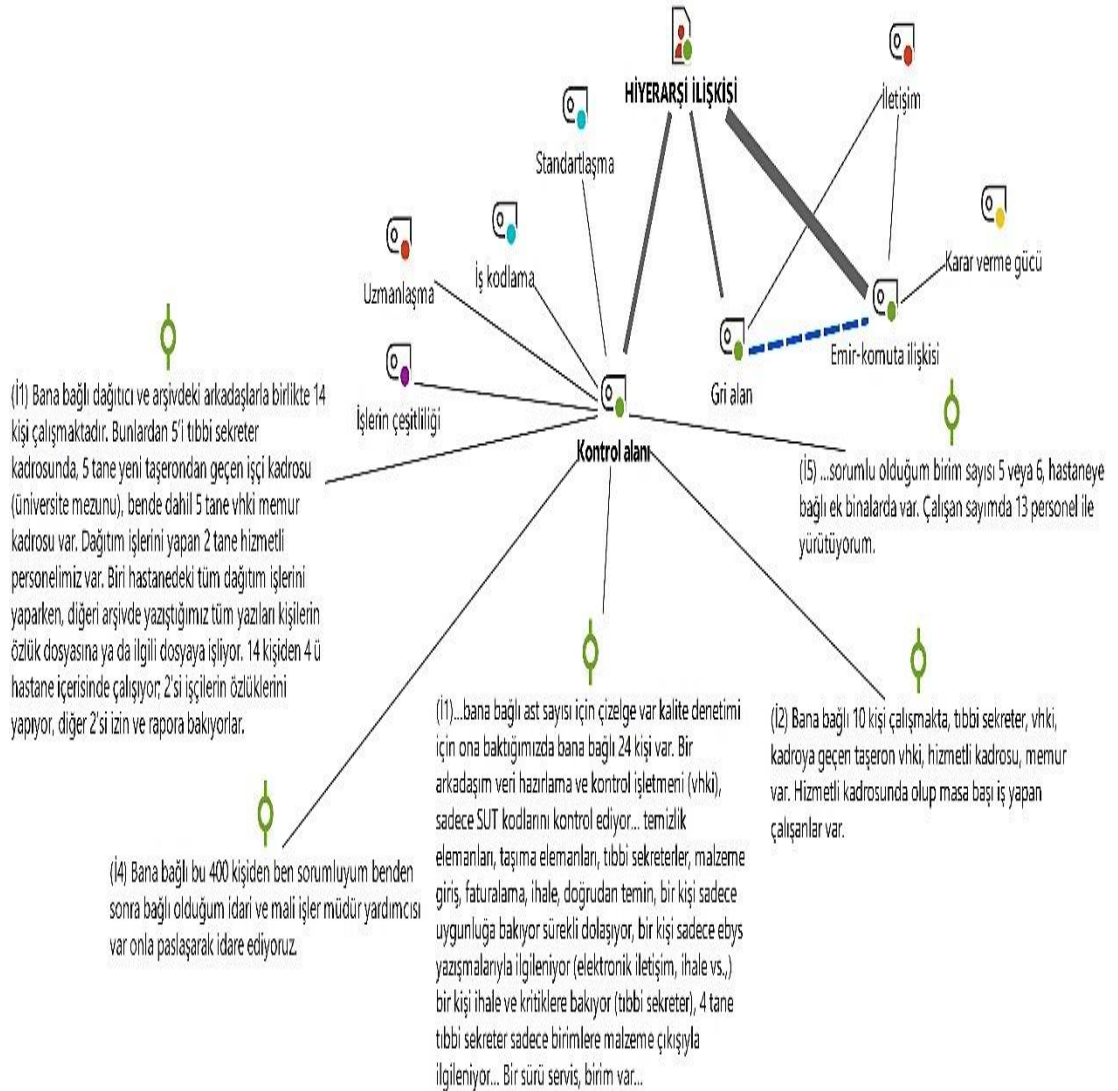 HİYERARŞİ İLİŞKİSİ
İletişim
Standartlaşma
Karar verme gücü
İş kodlama
Uzmanlaşma
Emir-komuta ilişkisi
Gri alan
İşlerin çeşitliliği
Kontrol alanı
(İ1) Bana bağlı dağıtıcı ve arşivdeki arkadaşlarla birlikte 14
kişi çalışmaktadır. Bunlardan 5'i tıbbi sekreter
kadrosunda, 5 tane yeni taşerondan geçen işçi kadrosu
(üniversite mezunu), bende dahil 5 tane vhki memur
kadrosu var. Dağıtım işlerini yapan 2 tane hizmetli
personelimiz var. Biri hastanedeki tüm dağıtım işlerini
yaparken, diğeri arşivde yazıştığımız tüm yazıları kişilerin
özlük dosyasına ya da ilgili dosyaya işliyor. 14 kişiden 4 ü
hastane içerisinde çalışıyor; 2'si işçilerin özlüklerini
yapıyor, diğer 2'si izin ve rapora bakıyorlar.
(İ5) ...sorumlu olduğum birim sayısı 5 veya 6, hastaneye
bağlı ek binalarda var. Çalışan sayımda 13 personel ile
yürütüyorum.
(İ4) Bana bağlı bu 400 kişiden ben sorumluyum benden
sonra bağlı olduğum idari ve mali işler müdür yardımcısı
var onla paslaşarak idare ediyoruz.
(İ1)...bana bağlı ast sayısı için çizelge var kalite denetimi
için ona baktığımızda bana bağlı 24 kişi var. Bir
arkadaşım veri hazırlama ve kontrol işletmeni (vhki),
sadece SUT kodlarını kontrol ediyor... temizlik
elemanları, taşıma elemanları, tıbbi sekreterler, malzeme
giriş, faturalama, ihale, doğrudan temin, bir kişi sadece
uygunluğa bakıyor sürekli dolaşıyor, bir kişi sadece ebys
yazışmalarıyla ilgileniyor (elektronik iletişim, ihale vs.,)
bir kişi ihale ve kritiklere bakıyor (tıbbi sekreter), 4 tane
tıbbi sekreter sadece birimlere malzeme çıkışıyla
ilgileniyor... Bir sürü servis, birim var...
(İ2) Bana bağlı 10 kişi çalışmakta, tıbbi sekreter, vhki,
kadroya geçen taşeron vhki, hizmetli kadrosu, memur
var. Hizmetli kadrosunda olup masa başı iş yapan
çalışanlar var.